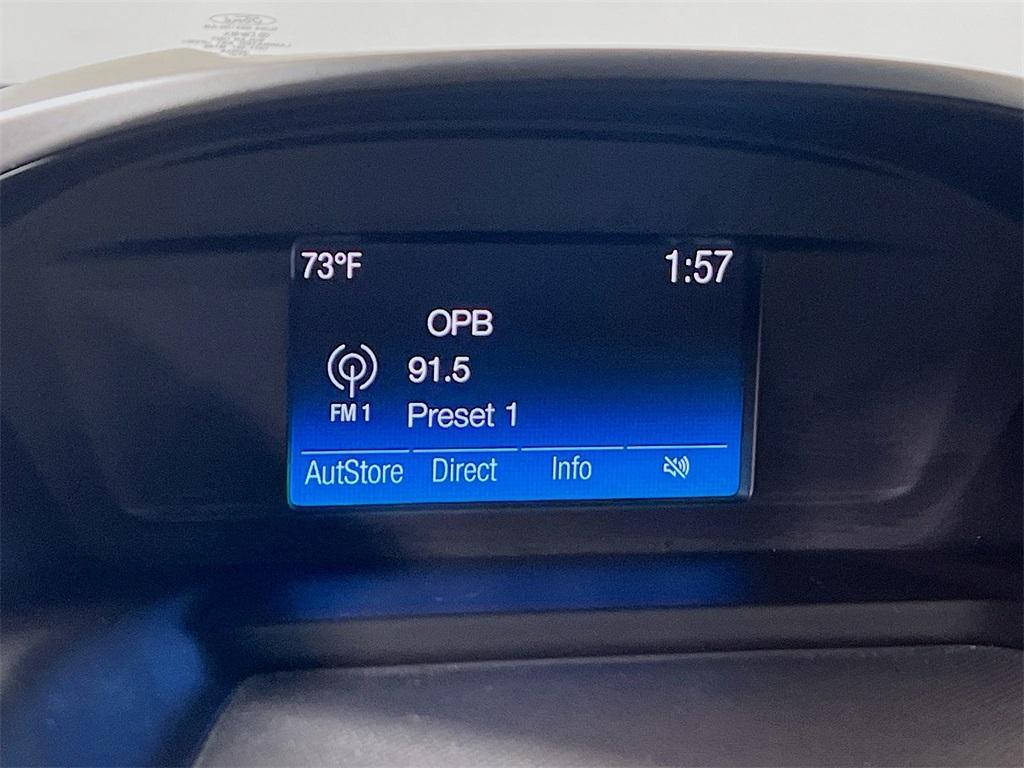 73°F 1:57
OPB
91.5
FM 1 Preset 1
AutStore Direct Info